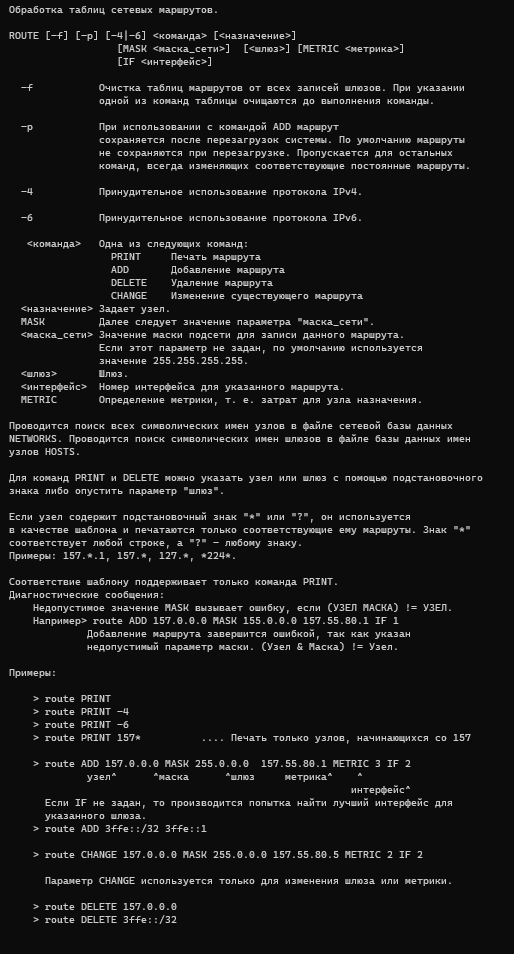 Обработка таблиц сетевых маршрутов.
ROUTE [-f] [-p] [-4|-6] <команда> [<назначение>]
[MASK <маска_сети>]  [<шлюз>] [METRIC <метрика>]
[IF <интерфейс>]
-f           Очистка таблиц маршрутов от всех записей шлюзов. При указании
одной из команд таблицы очищаются до выполнения команды.
-p           При использовании с командой ADD маршрут
сохраняется после перезагрузок системы. По умолчанию маршруты
не сохраняются при перезагрузке. Пропускается для остальных
команд, всегда изменяющих соответствующие постоянные маршруты.
-4           Принудительное использование протокола IPv4.
-6           Принудительное использование протокола IPv6.
<команда>   Одна из следующих команд:
PRINT     Печать маршрута
ADD       Добавление маршрута
DELETE    Удаление маршрута
CHANGE    Изменение существующего маршрута
<назначение> Задает узел.
MASK         Далее следует значение параметра "маска_сети".
<маска_сети> Значение маски подсети для записи данного маршрута.
Если этот параметр не задан, по умолчанию используется
значение 255.255.255.255.
<шлюз>       Шлюз.
<интерфейс>  Номер интерфейса для указанного маршрута.
METRIC       Определение метрики, т. е. затрат для узла назначения.
Проводится поиск всех символических имен узлов в файле сетевой базы данных
NETWORKS. Проводится поиск символических имен шлюзов в файле базы данных имен
узлов HOSTS.
Для команд PRINT и DELETE можно указать узел или шлюз с помощью подстановочного
знака либо опустить параметр "шлюз".
Если узел содержит подстановочный знак "*" или "?", он используется
в качестве шаблона и печатаются только соответствующие ему маршруты. Знак "*"
соответствует любой строке, а "?" - любому знаку.
Примеры: 157.*.1, 157.*, 127.*, *224*.
Соответствие шаблону поддерживает только команда PRINT.
Диагностические сообщения:
Недопустимое значение MASK вызывает ошибку, если (УЗЕЛ МАСКА) != УЗЕЛ.
Например> route ADD 157.0.0.0 MASK 155.0.0.0 157.55.80.1 IF 1
Добавление маршрута завершится ошибкой, так как указан
недопустимый параметр маски. (Узел & Маска) != Узел.
Примеры:
> route PRINT
> route PRINT -4
> route PRINT -6
> route PRINT 157*          .... Печать только узлов, начинающихся со 157
> route ADD 157.0.0.0 MASK 255.0.0.0  157.55.80.1 METRIC 3 IF 2
узел^      ^маска      ^шлюз     метрика^    ^
интерфейс^
Если IF не задан, то производится попытка найти лучший интерфейс для
указанного шлюза.
> route ADD 3ffe::/32 3ffe::1
> route CHANGE 157.0.0.0 MASK 255.0.0.0 157.55.80.5 METRIC 2 IF 2
Параметр CHANGE используется только для изменения шлюза или метрики.
> route DELETE 157.0.0.0
> route DELETE 3ffe::/32